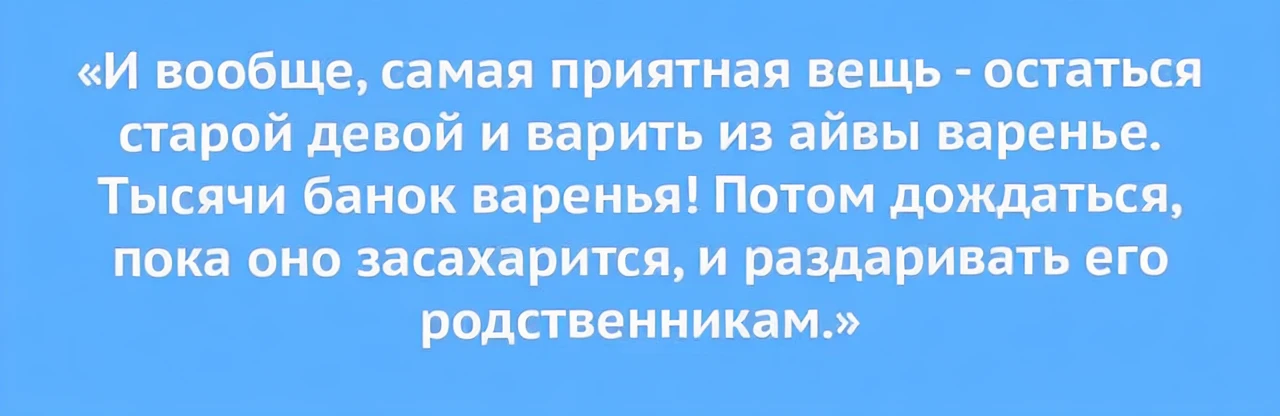 «И вообще, самая приятная вещь - остаться
старой девой и варить из айвы варенье.
Тысячи банок варенья! Потом дождаться,
пока оно засахарится, и раздаривать его
родственникам.»